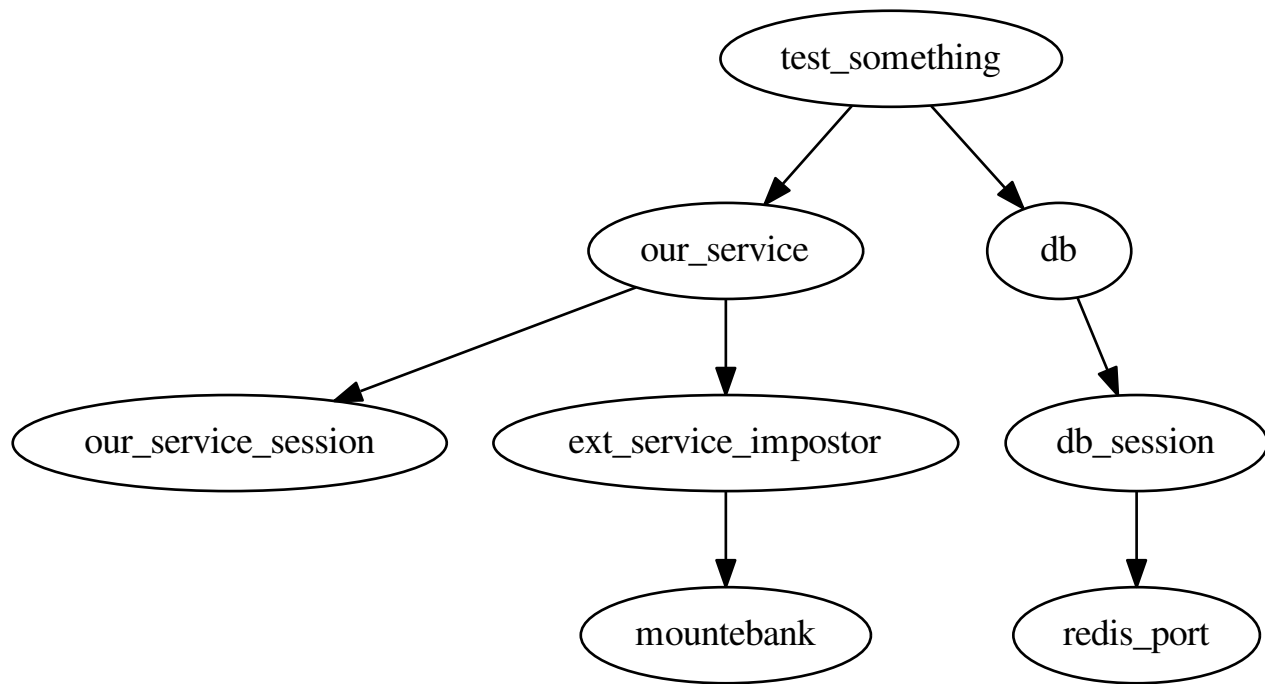 test_something
our_service
db
our_service_session
ext_service_impostor
db_session
mountebank
redis_port